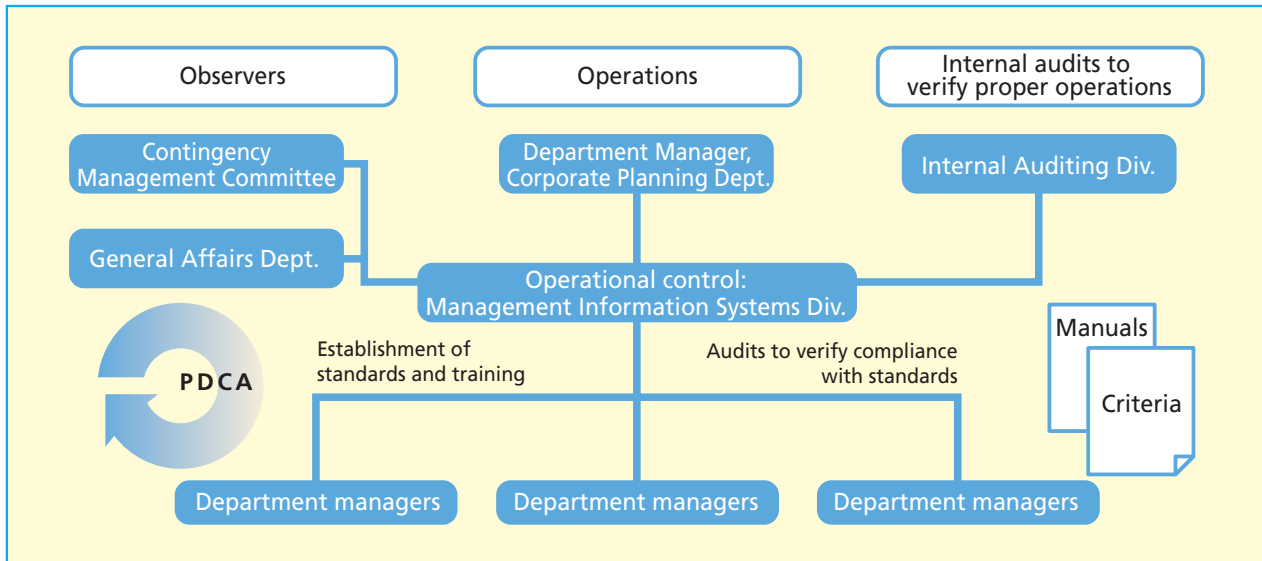 Observers
Operations
Internal audits to
verify proper operations
Contingency
Management Committee
Department Manager,
Corporate Planning Dept.
Internal Auditing Div.
General Affairs Dept.
Operational control:
Management Information Systems Div.
PDCA
Establishment of
standards and training
Audits to verify compliance
with standards
Manuals
Criteria
Department managers
Department managers
Department managers